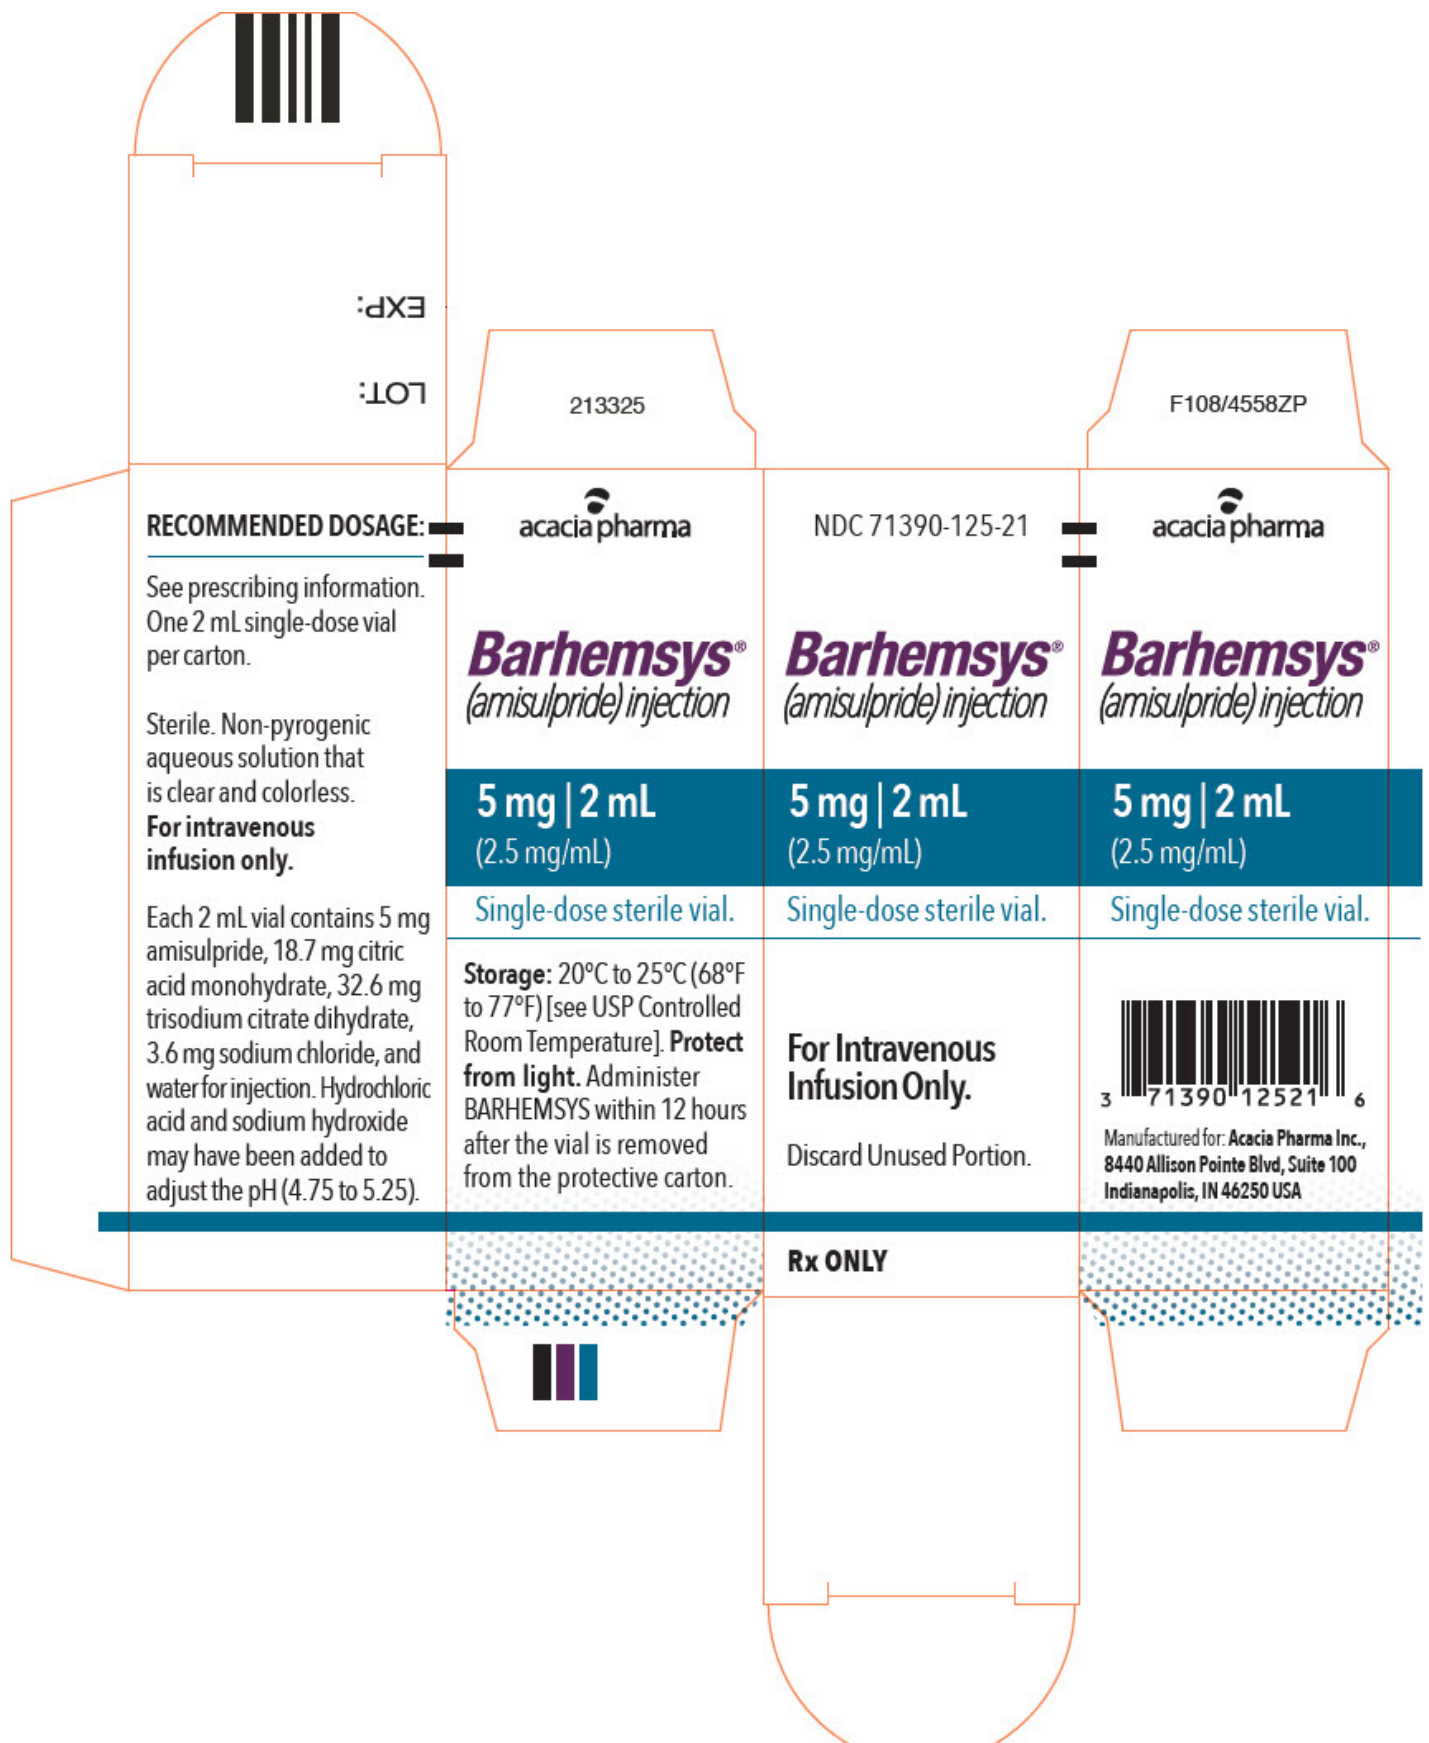 EXP:
LOT:
RECOMMENDED DOSAGE:
See prescribing information.
One 2 mL single-dose vial
per carton.
Sterile. Non-pyrogenic
aqueous solution that
is clear and colorless.
For intravenous
infusion only.
Each 2 mL vial contains 5 mg
amisulpride, 18.7 mg citric
acid monohydrate, 32.6 mg
trisodium citrate dihydrate,
3.6 mg sodium chloride, and
water for injection. Hydrochloric
acid and sodium hydroxide
may have been added to
adjust the pH (4.75 to 5.25).
213325
acacia pharma
Barhemsys®
(amisulpride) injection
5 mg | 2 mL
(2.5 mg/mL)
Single-dose sterile vial.
Storage: 20°C to 25°C (68°F
to 77°F) [see USP Controlled
Room Temperature]. Protect
from light. Administer
BARHEMSYS within 12 hours
after the vial is removed
from the protective carton.
NDC 71390-125-21
Barhemsys®
(amisulpride) injection
5 mg | 2 mL
(2.5 mg/mL)
Single-dose sterile vial.
For Intravenous
Infusion Only.
Discard Unused Portion.
Rx ONLY
F108/4558ZP
acacia pharma
Barhemsys®
(amisulpride) injection
5 mg | 2 mL
(2.5 mg/mL)
Single-dose sterile vial.
3 71390 12521 6
Manufactured for: Acacia Pharma Inc.,
8440 Allison Pointe Blvd, Suite 100
Indianapolis, IN 46250 USA